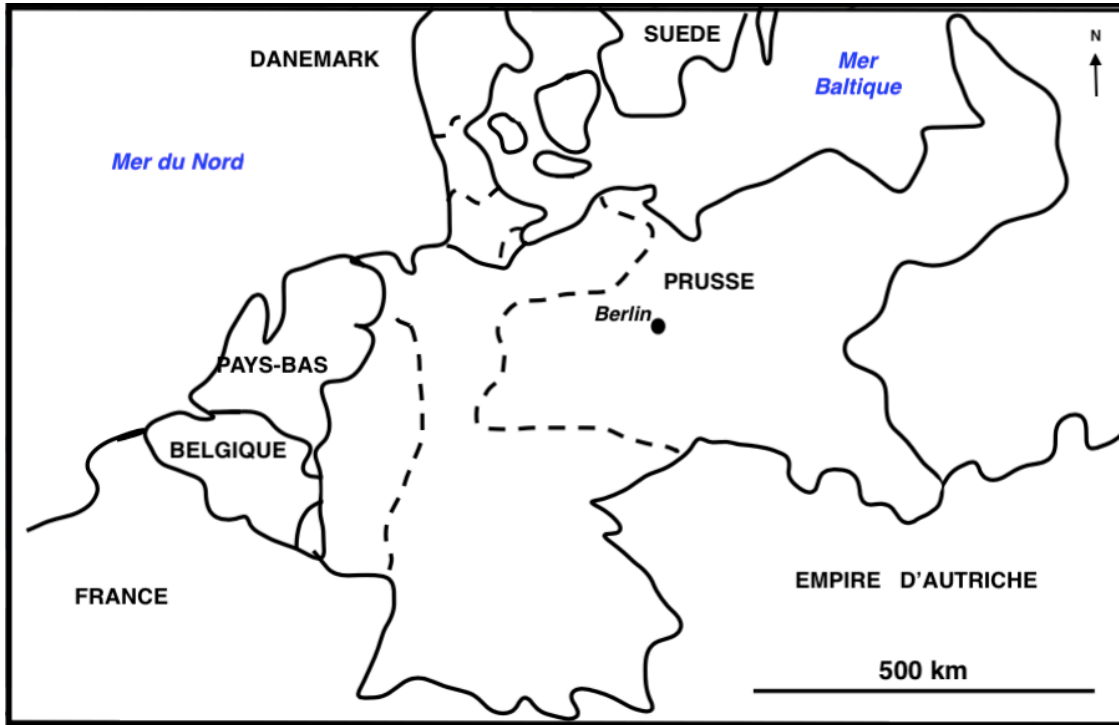 DANEMARK
SUEDE
N
Mer
Baltique
Mer du Nord
PRUSSE
Berlin
PAYS-BAS
BELGIQUE
FRANCE
EMPIRE D'AUTRICHE
500 km